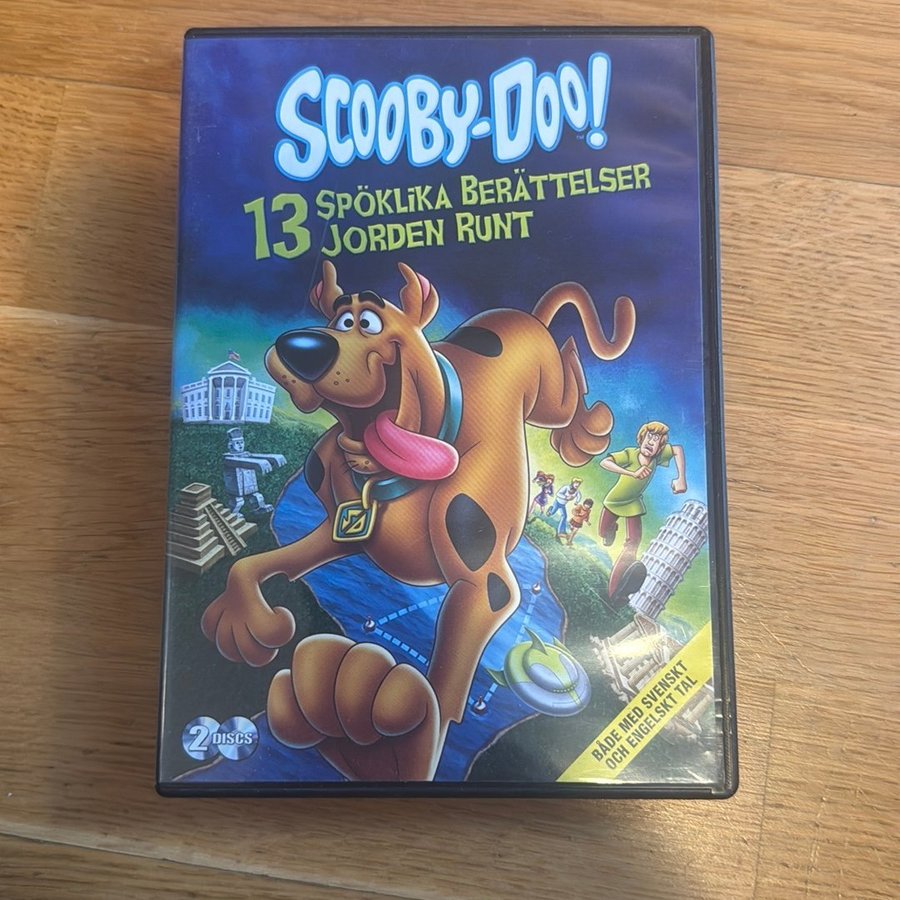 SCOOBY-DOO!
13 SPÖKLIKA BERÄTTELSER
JORDEN RUNT
2 DISCS
BÅDE MED SVENSKT
OCH ENGELSKT TAL